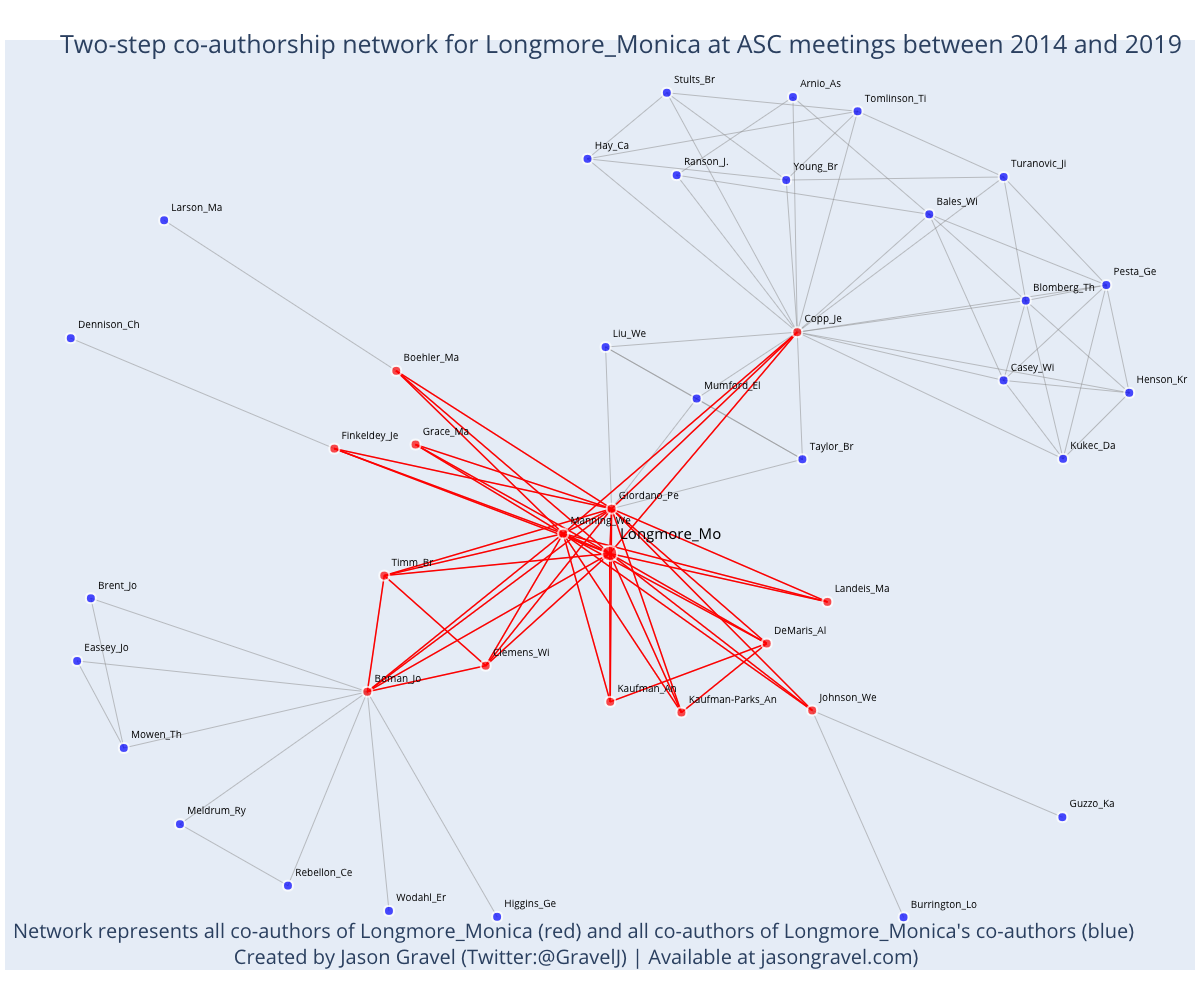 Two-step co-authorship network for Longmore_Monica at ASC meetings between 2014 and 2019
Stults_Br
Arnio_As
Tomlinson_Ti
Hay_Ca
Ranson_J.
Young_Br
Turanovic_Ji
Bales_Wi
Larson_Ma
Pesta_Ge
Blomberg_Th
Copp_Je
Dennison_Ch
Liu_We
Boehler_Ma
Mumford_El
Casey_Wi
Henson_Kr
Finkeldey_Je
Grace_Ma
Taylor_Br
Kukec_Da
Giordano_Pe
Manning_We
Longmore_Mo
Timm_Br
Brent_Jo
Landeis_Ma
DeMaris_Al
Eassey_Jo
Clemens_Wi
Boman_Jo
Kaufman_An
Kaufman-Parks_An
Johnson_We
Mowen_Th
Guzzo_Ka
Meldrum_Ry
Rebellon_Ce
Wodahl_Er
Higgins_Ge
Burrington_Lo
Network represents all co-authors of Longmore_Monica (red) and all co-authors of Longmore_Monica's co-authors (blue)
Created by Jason Gravel (Twitter:@GravelJ) | Available at jasongravel.com)